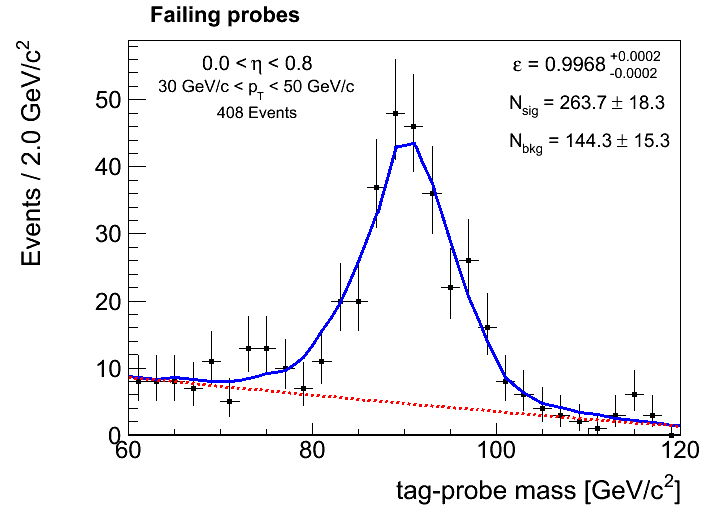 Failing probes
0.0 < η < 0.8
30 GeV/c < p_T < 50 GeV/c
408 Events
ε = 0.9968 +0.0002 -0.0002
N_sig = 263.7 ± 18.3
N_bkg = 144.3 ± 15.3
Events / 2.0 GeV/c²
50
40
30
20
10
0
60 80 100 120
tag-probe mass [GeV/c²]